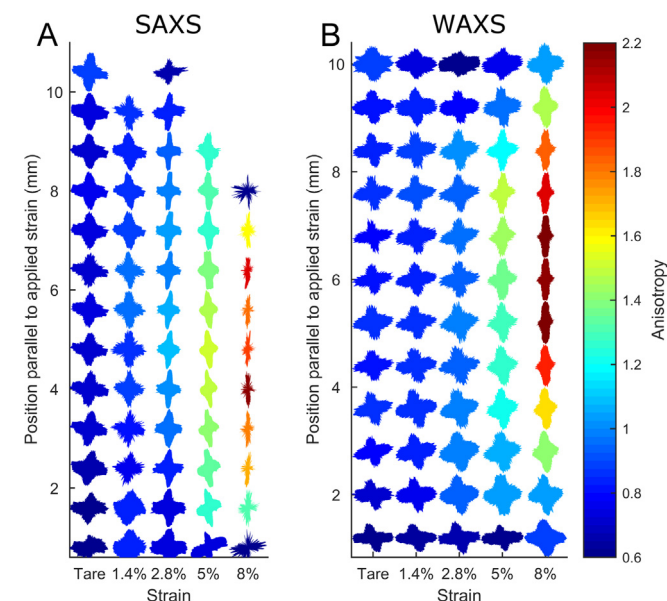 A
SAXS
Position parallel to applied strain (mm)
10
8
6
4
2
Tare 1.4% 2.8% 5% 8%
Strain
B
WAXS
Position parallel to applied strain (mm)
10
8
6
4
2
Tare 1.4% 2.8% 5% 8%
Strain
2.2
2
1.8
1.6
1.4
1.2
1
0.8
0.6
Anisotropy